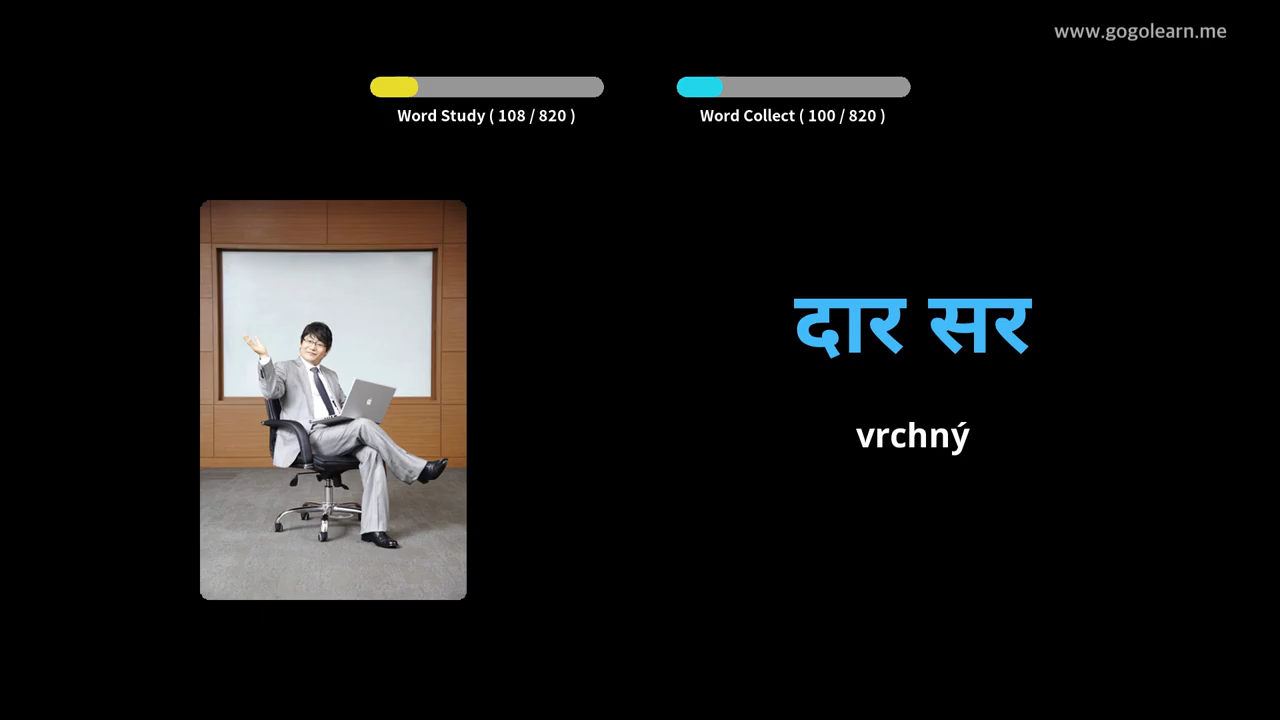 www.gogolearn.me
Word Study ( 108 / 820 )
Word Collect ( 100 / 820 )
दार सर
vrchný